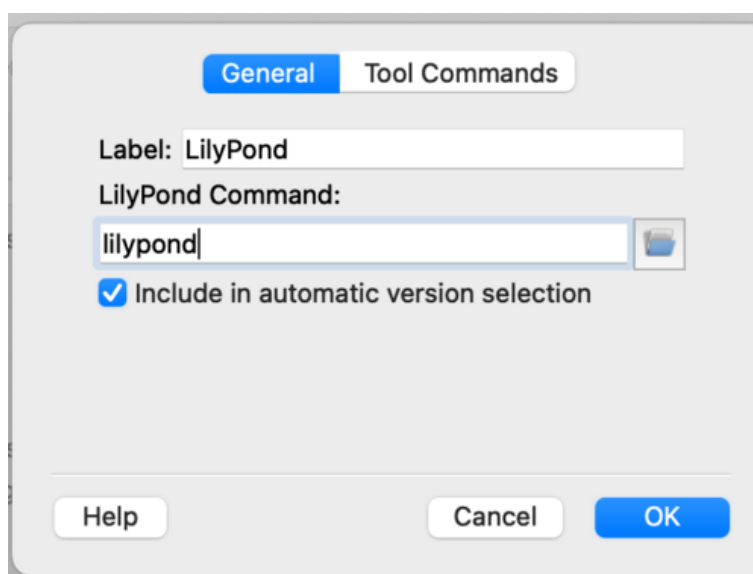 General Tool Commands
Label: LilyPond
LilyPond Command:
lilypond
Include in automatic version selection
Help Cancel OK